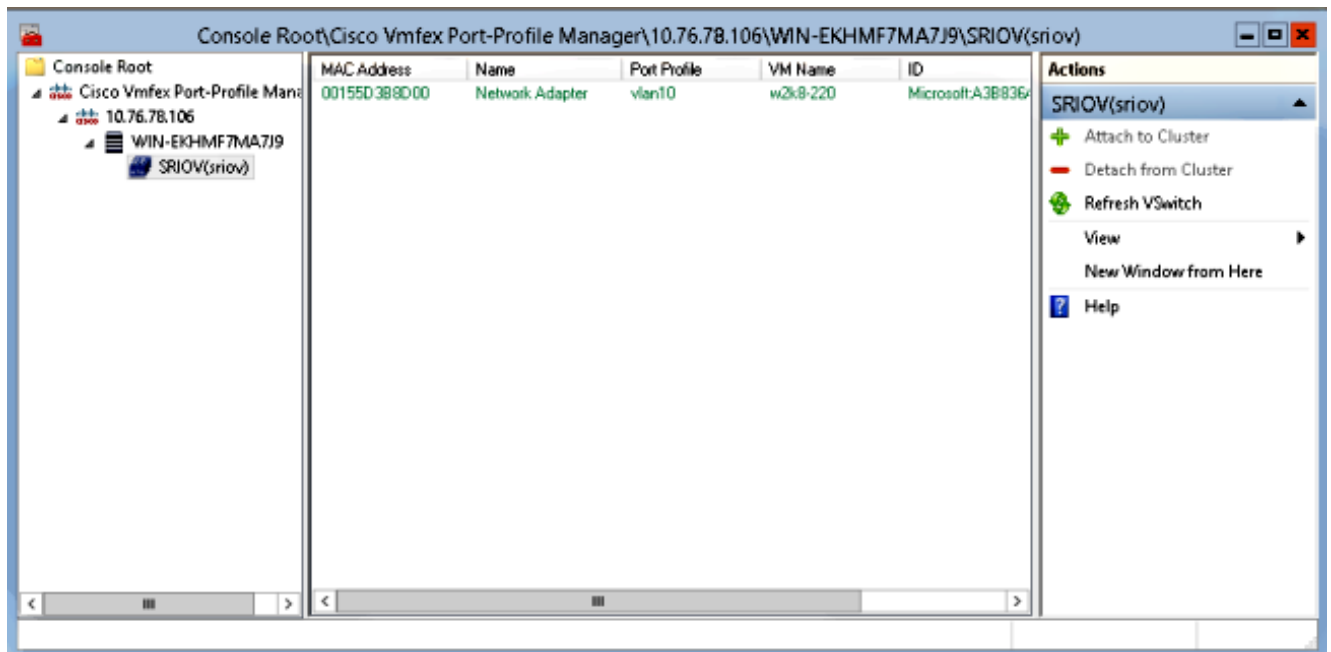 Console Root\Cisco Vmfex Port-Profile Manager\10.76.78.106\WIN-EKHMF7MA7J9\SRIOV(sriov)
Console Root
Cisco Vmfex Port-Profile Mana
10.76.78.106
WIN-EKHMF7MA7J9
SRIOV(sriov)
MAC Address Name Port Profile VM Name ID
00155D3B8D00 Network Adapter vlan10 w2k8-220 Microsoft:A3B836
Actions
SRIOV(sriov)
Attach to Cluster
Detach from Cluster
Refresh VSwitch
View
New Window from Here
Help